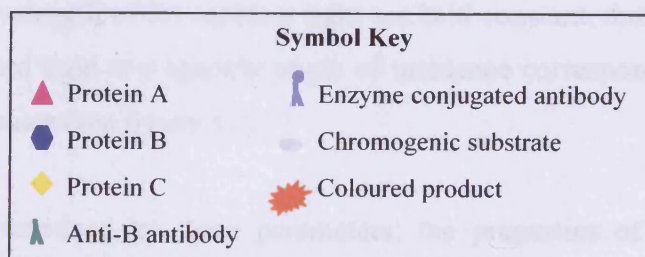 Symbol Key
Protein A
Enzyme conjugated antibody
Protein B
Chromogenic substrate
Protein C
Coloured product
Anti-B antibody